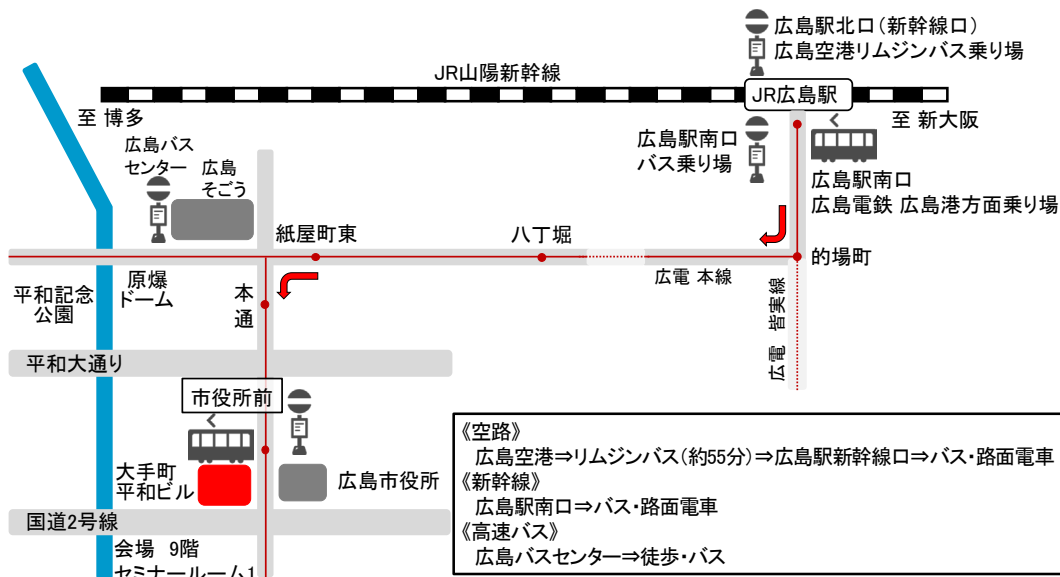 広島駅北口(新幹線口)
広島空港リムジンバス乗り場
JR山陽新幹線
JR広島駅
至 博多
至 新大阪
広島バス
センター
広島
そごう
広島駅南口
バス乗り場
広島駅南口
広島電鉄 広島港方面乗り場
紙屋町東
八丁堀
的場町
広電 本線
広電 皆実線
平和記念
公園
原爆
ドーム
本通
平和大通り
市役所前
大手町
平和ビル
広島市役所
国道2号線
会場 9階
セミナールーム1
《空路》
広島空港⇒リムジンバス(約55分)⇒広島駅新幹線口⇒バス・路面電車
《新幹線》
広島駅南口⇒バス・路面電車
《高速バス》
広島バスセンター⇒徒歩・バス